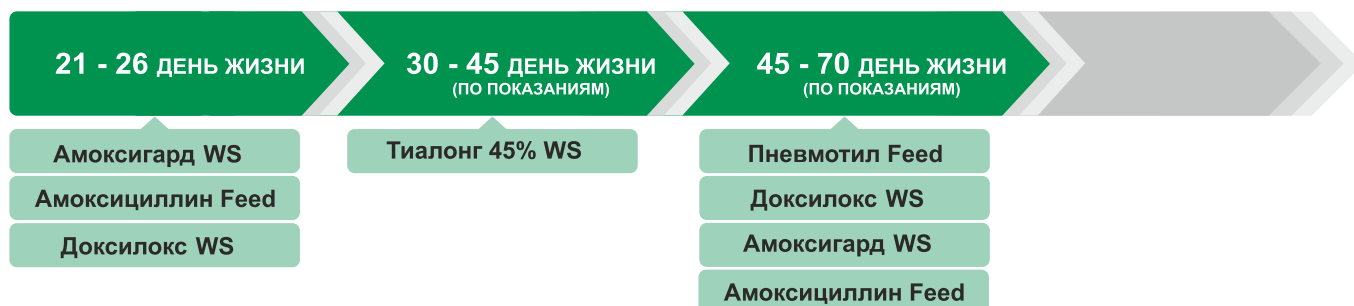 21 - 26 ДЕНЬ ЖИЗНИ
30 - 45 ДЕНЬ ЖИЗНИ
(ПО ПОКАЗАНИЯМ)
45 - 70 ДЕНЬ ЖИЗНИ
(ПО ПОКАЗАНИЯМ)
Амоксигард WS
Амоксициллин Feed
Доксилокс WS
Тиалонг 45% WS
Пневмотил Feed
Доксилокс WS
Амоксигард WS
Амоксициллин Feed